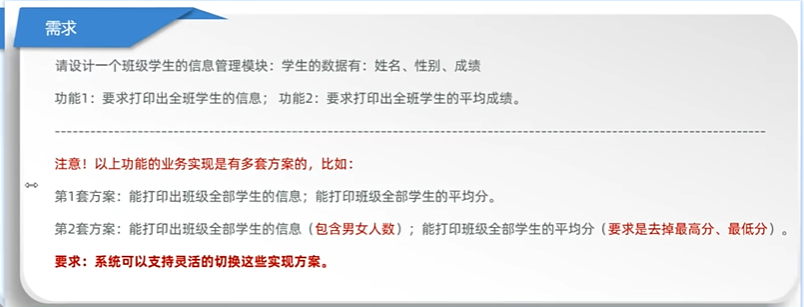 需求
请设计一个班级学生的信息管理模块：学生的数据有：姓名、性别、成绩
功能1：要求打印出全班学生的信息； 功能2：要求打印出全班学生的平均成绩。
注意！以上功能的业务实现是有多套方案的，比如：
第1套方案：能打印出班级全部学生的信息；能打印班级全部学生的平均分。
第2套方案：能打印出班级全部学生的信息（包含男女人数）；能打印班级全部学生的平均分（要求是去掉最高分、最低分）。
要求：系统可以支持灵活的切换这些实现方案。